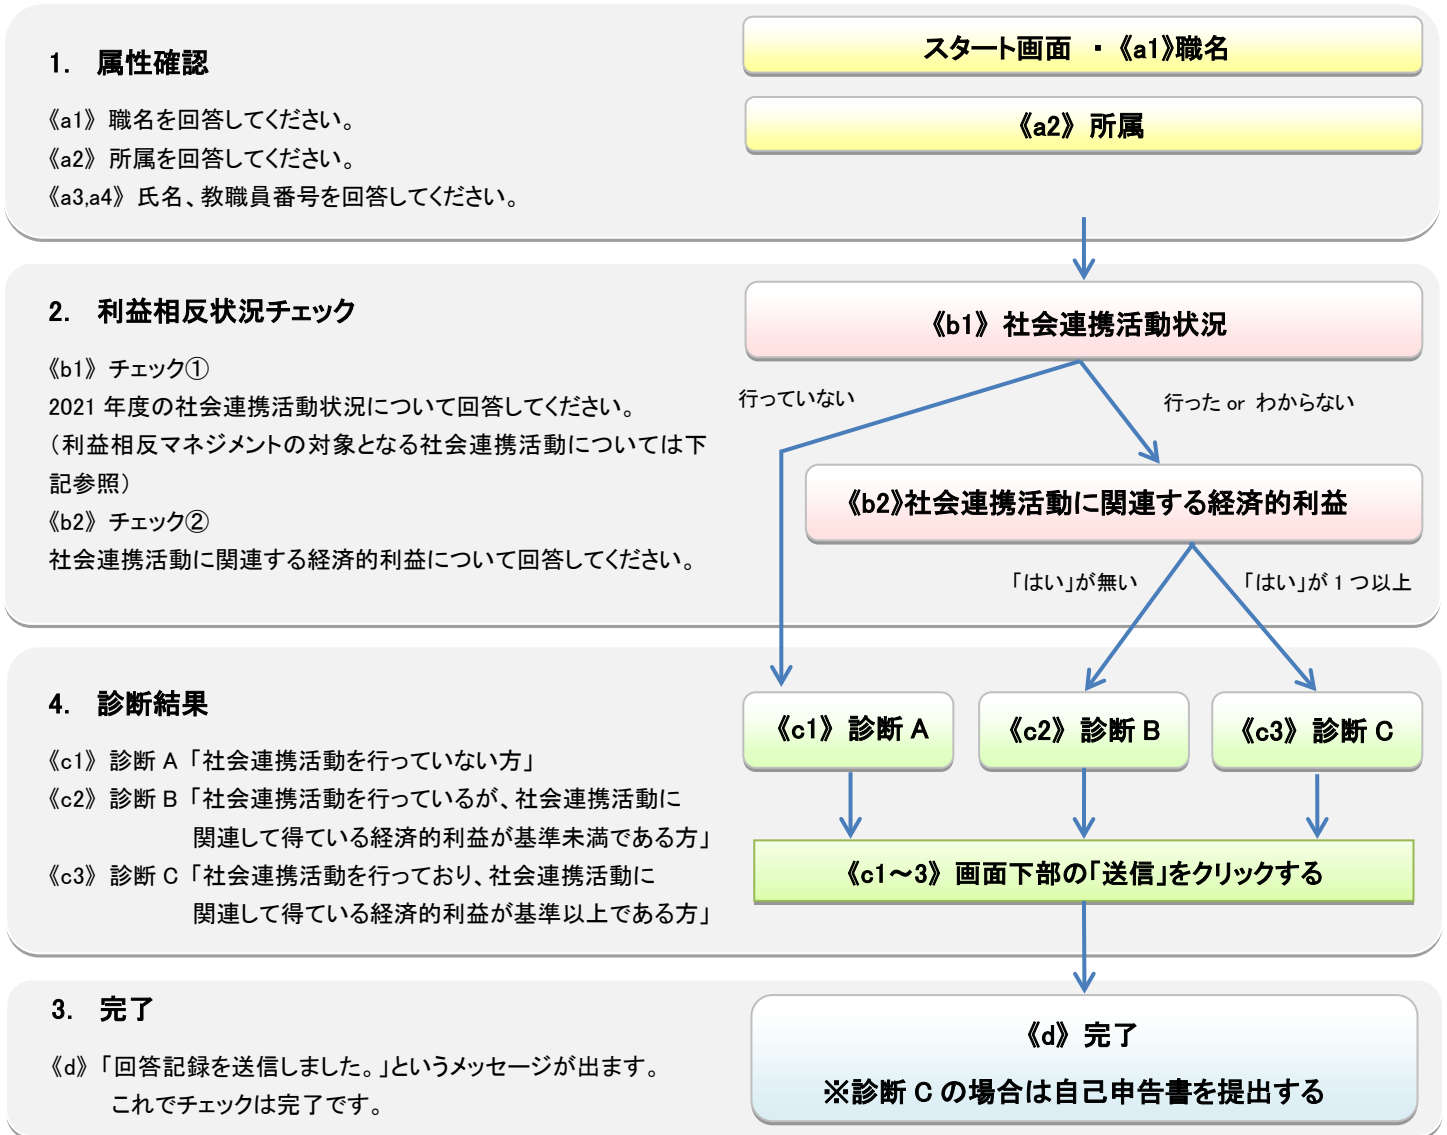 1. 属性確認
《a1》 職名を回答してください。
《a2》 所属を回答してください。
《a3,a4》 氏名、教職員番号を回答してください。
スタート画面 ・ 《a1》職名
《a2》 所属
2. 利益相反状況チェック
《b1》 チェック①
2021 年度の社会連携活動状況について回答してください。
（利益相反マネジメントの対象となる社会連携活動については下
記参照）
《b2》 チェック②
社会連携活動に関連する経済的利益について回答してください。
《b1》 社会連携活動状況
行っていない
行った or わからない
《b2》社会連携活動に関連する経済的利益
「はい」が無い
「はい」が 1 つ以上
4. 診断結果
《c1》 診断 A 「社会連携活動を行っていない方」
《c2》 診断 B 「社会連携活動を行っているが、社会連携活動に
関連して得ている経済的利益が基準未満である方」
《c3》 診断 C 「社会連携活動を行っており、社会連携活動に
関連して得ている経済的利益が基準以上である方」
《c1》 診断 A
《c2》 診断 B
《c3》 診断 C
《c1～3》 画面下部の「送信」をクリックする
3. 完了
《d》 「回答記録を送信しました。」というメッセージが出ます。
これでチェックは完了です。
《d》 完了
※診断 C の場合は自己申告書を提出する